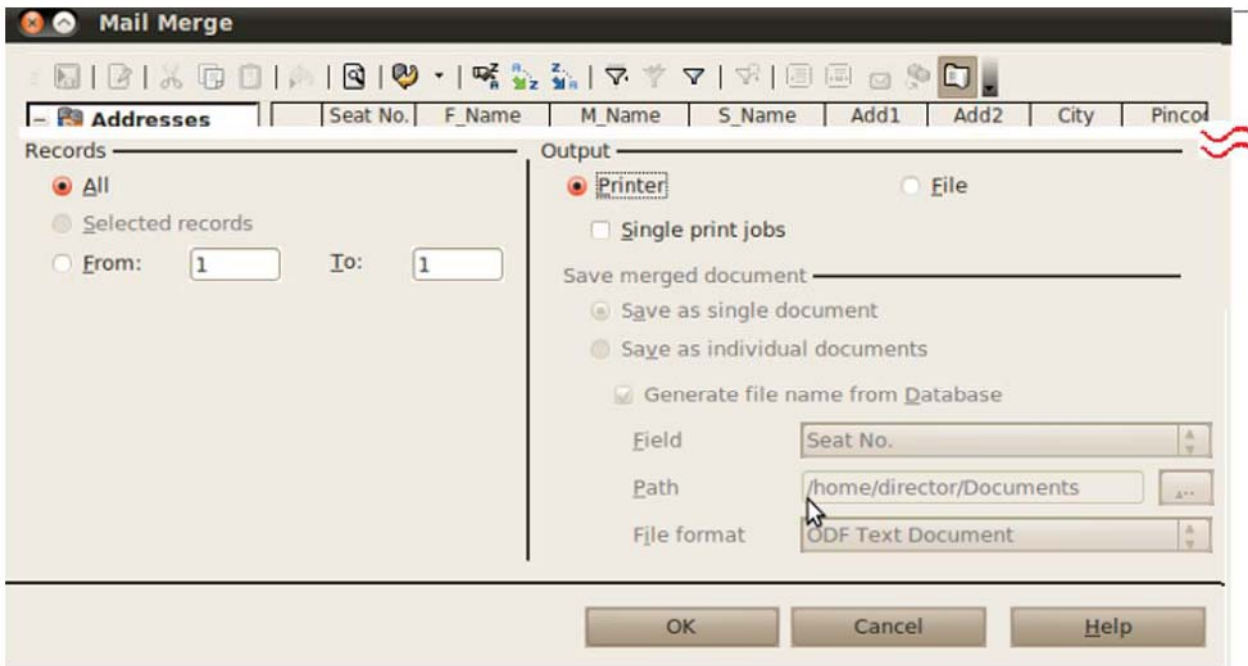 Mail Merge
Addresses Seat No. F_Name M_Name S_Name Add1 Add2 City Pincod
Records
All
Selected records
From: 1 To: 1
Output
Printer File
Single print jobs
Save merged document
Save as single document
Save as individual documents
Generate file name from Database
Field Seat No.
Path /home/director/Documents ...
File format ODF Text Document
OK Cancel Help